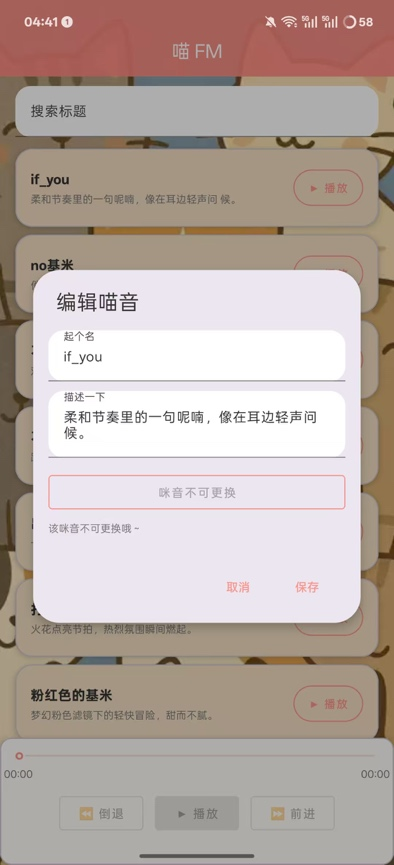 04:41 1 5G 5G 58
喵 FM
搜索标题
if_you
柔和节奏里的一句呢喃，像在耳边轻声问 候。
► 播放
no基米
编辑喵音
起个名
if_you
描述一下
柔和节奏里的一句呢喃，像在耳边轻声问
候。
咪音不可更换
该咪音不可更换哦~
取消 保存
火花点亮节拍，热烈氛围瞬间燃起。
粉红色的基米
梦幻粉色滤镜下的轻快冒险，甜而不腻。
► 播放
00:00 00:00
⏪ 倒退 ► 播放 ⏩ 前进